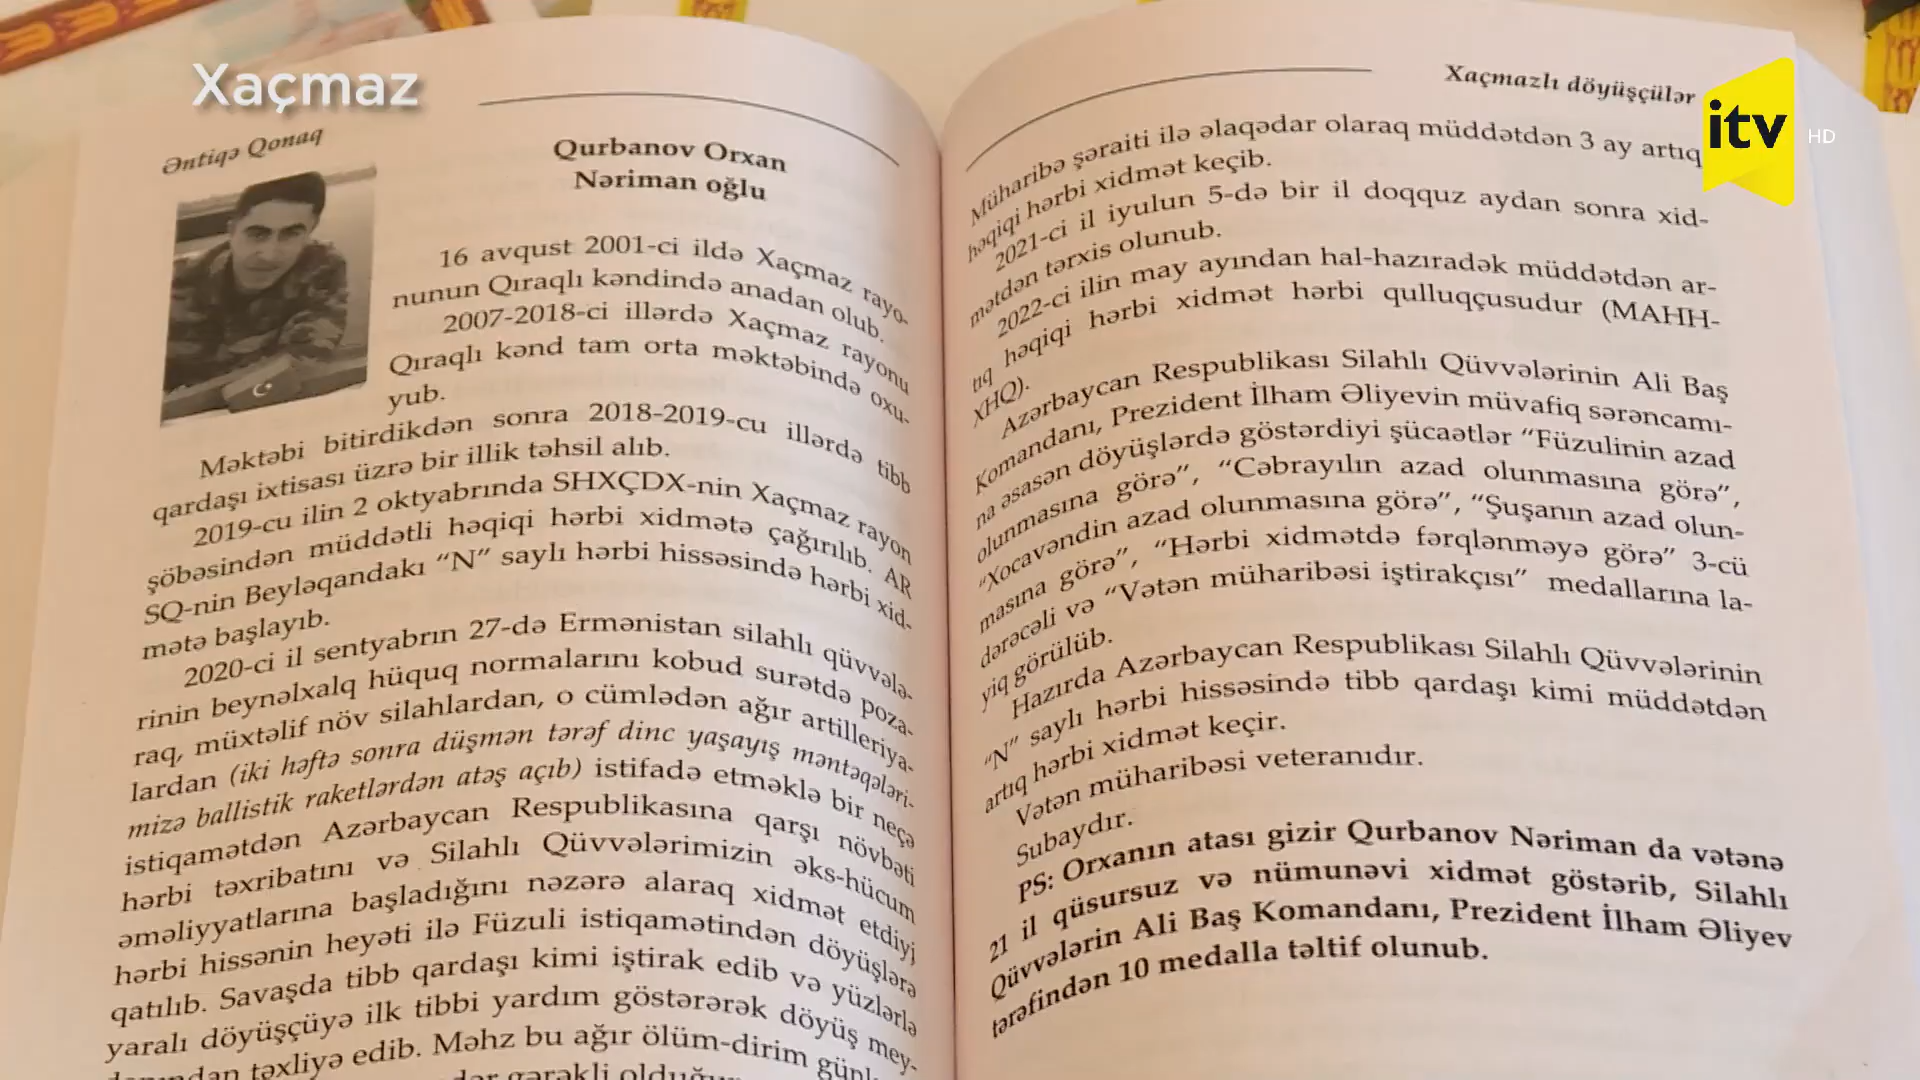 Xaçmaz
itv HD
Əntiqə Qonaq
Qurbanov Orxan
Nəriman oğlu
16 avqust 2001-ci ildə Xaçmaz rayo-
nunun Qıraqlı kəndində anadan olub.
2007-2018-ci illərdə Xaçmaz rayonu
Qıraqlı kənd tam orta məktəbində oxu-
yub.
Məktəbi bitirdikdən sonra 2018-2019-cu illərdə tibb
qardaşı ixtisası üzrə bir illik təhsil alıb.
2019-cu ilin 2 oktyabrında SHXÇDX-nin Xaçmaz rayon
şöbəsindən müddətli həqiqi hərbi xidmətə çağırılıb. AR
SQ-nin Beyləqandakı “N” saylı hərbi hissəsində hərbi xid-
mətə başlayıb.
2020-ci il sentyabrın 27-də Ermənistan silahlı qüvvələ-
rinin beynəlxalq hüquq normalarını kobud surətdə poza-
raq, müxtəlif növ silahlardan, o cümlədən ağır artilleriya-
lardan (iki həftə sonra düşmən tərəf dinc yaşayış məntəqələri-
mizə ballistik raketlərdən atəş açıb) istifadə etməklə bir neçə
istiqamətdən Azərbaycan Respublikasına qarşı növbəti
hərbi təxribatını və Silahlı Qüvvələrimizin əks-hücum
əməliyyatlarına başladığını nəzərə alaraq xidmət etdiyi
hərbi hissənin heyəti ilə Füzuli istiqamətindən döyüşlərə
qatılıb. Savaşda tibb qardaşı kimi iştirak edib və yüzlərlə
yaralı döyüşçüyə ilk tibbi yardım göstərərək döyüş mey-
təxliyə edib. Məhz bu ağır ölüm-dirim
gərəkli
Xaçmazlı döyüşçülər
Müharibə şəraiti ilə əlaqədar olaraq müddətdən 3 ay artıq
həqiqi hərbi xidmət keçib.
2021-ci il iyulun 5-də bir il doqquz aydan sonra xid-
mətdən tərxis olunub.
2022-ci ilin may ayından hal-hazıradək müddətdən ar-
tıq həqiqi hərbi xidmət hərbi qulluqçusudur (MAHH-
XHQ).
Azərbaycan Respublikası Silahlı Qüvvələrinin Ali Baş
Komandanı, Prezident İlham Əliyevin müvafiq sərəncamı-
na əsasən döyüşlərdə göstərdiyi şücaətlər “Füzulinin azad
olunmasına görə”, “Cəbrayılın azad olunmasına görə”,
“Xocavəndin azad olunmasına görə”, “Şuşanın azad olun-
masına görə”, “Hərbi xidmətdə fərqlənməyə görə” 3-cü
dərəcəli və “Vətən müharibəsi iştirakçısı” medallarına la-
yiq görülüb.
Hazırda Azərbaycan Respublikası Silahlı Qüvvələrinin
“N” saylı hərbi hissəsində tibb qardaşı kimi müddətdən
artıq hərbi xidmət keçir.
Vətən müharibəsi veteranıdır.
Subaydır.
PS: Orxanın atası gizir Qurbanov Nəriman da vətənə
21 il qüsursuz və nümunəvi xidmət göstərib, Silahlı
Qüvvələrin Ali Baş Komandanı, Prezident İlham Əliyev
tərəfindən 10 medalla təltif olunub.